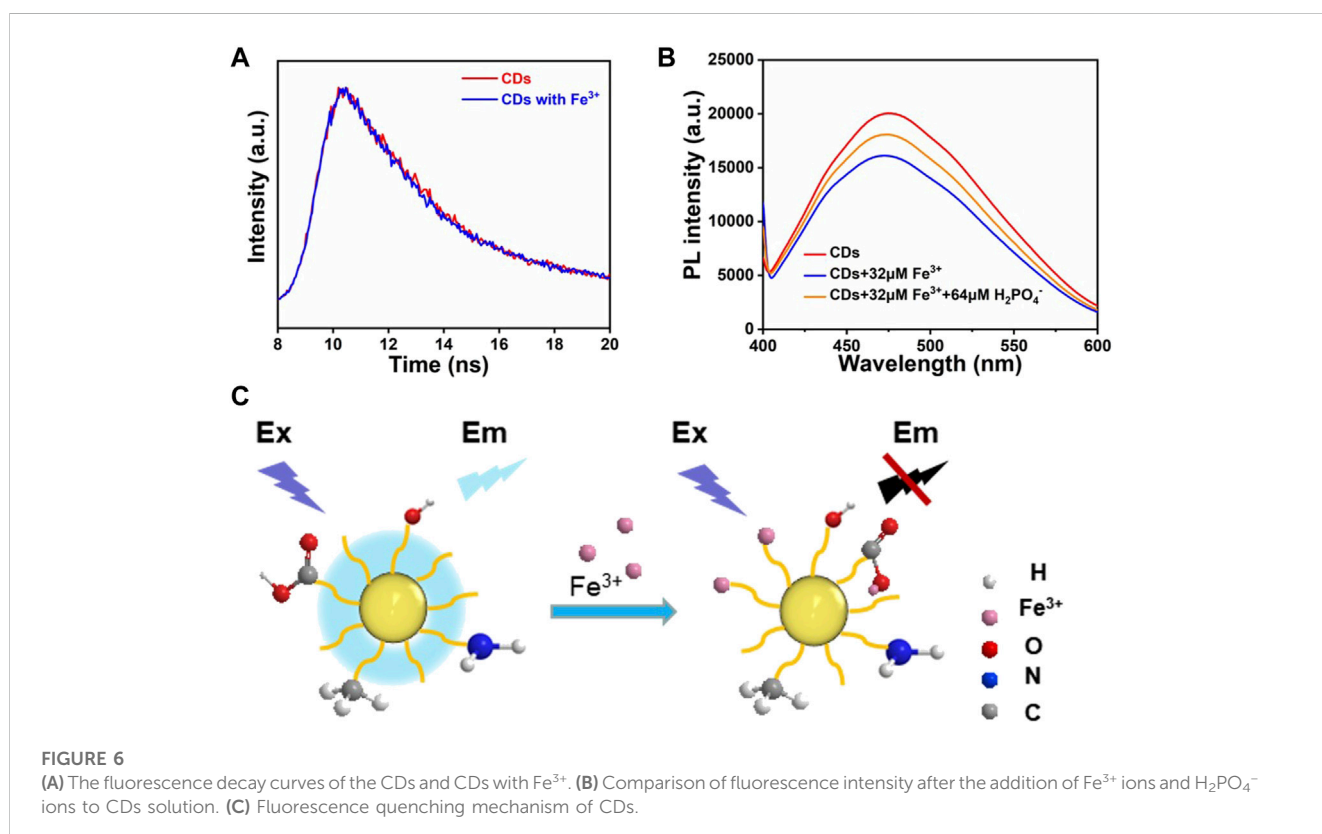 A
CDs
CDs with Fe³⁺
Intensity (a.u.)
8 10 12 14 16 18 20
Time (ns)
B
25000
20000
15000
10000
5000
0
PL intensity (a.u.)
CDs
CDs+32μM Fe³⁺
CDs+32μM Fe³⁺+64μM H₂PO₄⁻
400 450 500 550 600
Wavelength (nm)
C
Ex Em
Fe³⁺
Ex Em
H
Fe³⁺
O
N
C
FIGURE 6
(A) The fluorescence decay curves of the CDs and CDs with Fe³⁺. (B) Comparison of fluorescence intensity after the addition of Fe³⁺ ions and H₂PO₄⁻
ions to CDs solution. (C) Fluorescence quenching mechanism of CDs.